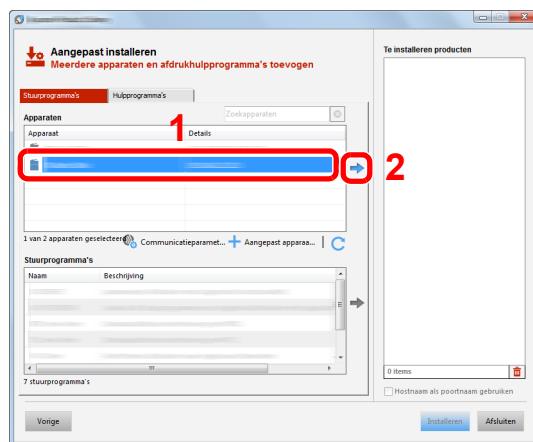 Aangepast installeren
Meerdere apparaten en afdrukhulpprogramma's toevogen
Te installeren producten
Stuurprogramma's
Hulpprogramma's
Apparaten
Zoekapparaten
Apparaat
Details
1
2
1 van 2 apparaten geselecteer
Communicatieparamet...
Aangepast apparaa...
Stuurprogramma's
Naam
Beschrijving
7 stuurprogramma's
0 items
Hostnaam als poortnaam gebruiken
Vorige
Installeren
Afsluiten